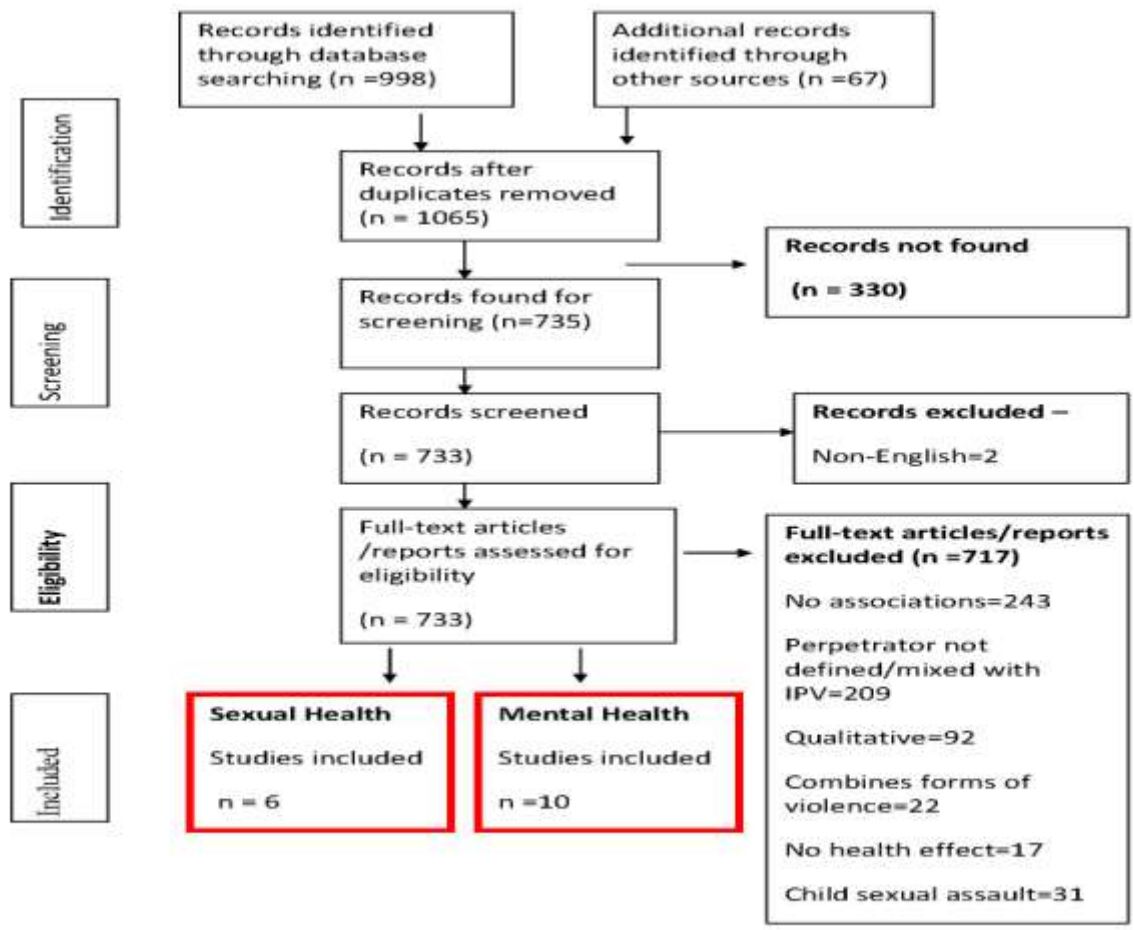 Records identified
through database
searching (n =998)
Additional records
identified through
other sources (n =67)
Identification
Records after
duplicates removed
(n = 1065)
Records not found
(n = 330)
Screening
Records found for
screening (n=735)
Records screened
(n = 733)
Records excluded –
Non-English=2
Eligibility
Full-text articles
/reports assessed for
eligibility
(n = 733)
Full-text articles/reports
excluded (n =717)
No associations=243
Perpetrator not
defined/mixed with
IPV=209
Qualitative=92
Combines forms of
violence=22
No health effect=17
Child sexual assault=31
Included
Sexual Health
Studies included
n = 6
Mental Health
Studies included
n =10